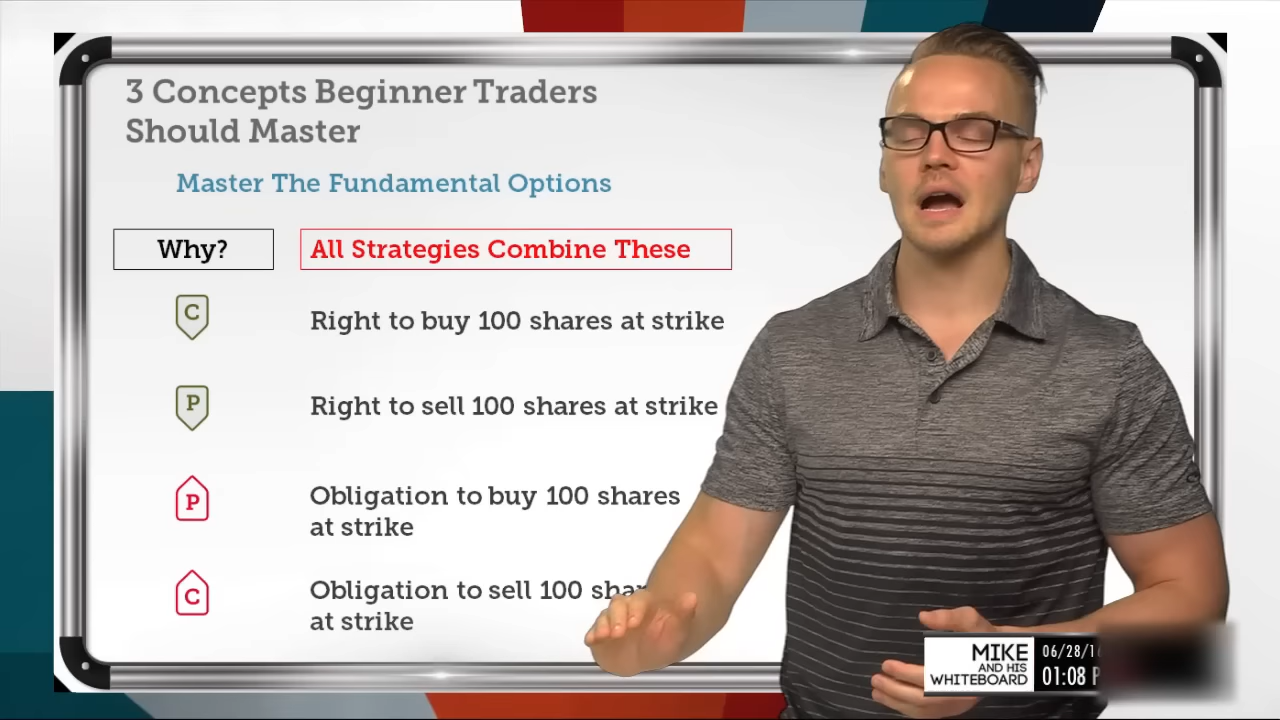 3 Concepts Beginner Traders
Should Master
Master The Fundamental Options
Why?
All Strategies Combine These
C
Right to buy 100 shares at strike
P
Right to sell 100 shares at strike
P
Obligation to buy 100 shares
at strike
C
Obligation to sell 100
at strike
MIKE
AND HIS
WHITEBOARD
01:08